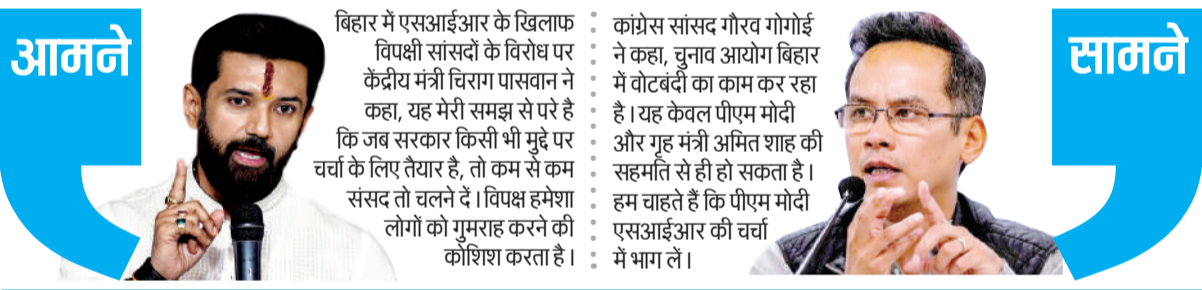 आमने
बिहार में एसआईआर के खिलाफ
विपक्षी सांसदों के विरोध पर
केंद्रीय मंत्री चिराग पासवान ने
कहा, यह मेरी समझ से परे है
कि जब सरकार किसी भी मुद्दे पर
चर्चा के लिए तैयार है, तो कम से कम
संसद तो चलने दें। विपक्ष हमेशा
लोगों को गुमराह करने की
कोशिश करता है।
कांग्रेस सांसद गौरव गोगोई
ने कहा, चुनाव आयोग बिहार
में वोटबंदी का काम कर रहा
है। यह केवल पीएम मोदी
और गृह मंत्री अमित शाह की
सहमति से ही हो सकता है।
हम चाहते हैं कि पीएम मोदी
एसआईआर की चर्चा
में भाग लें।
सामने